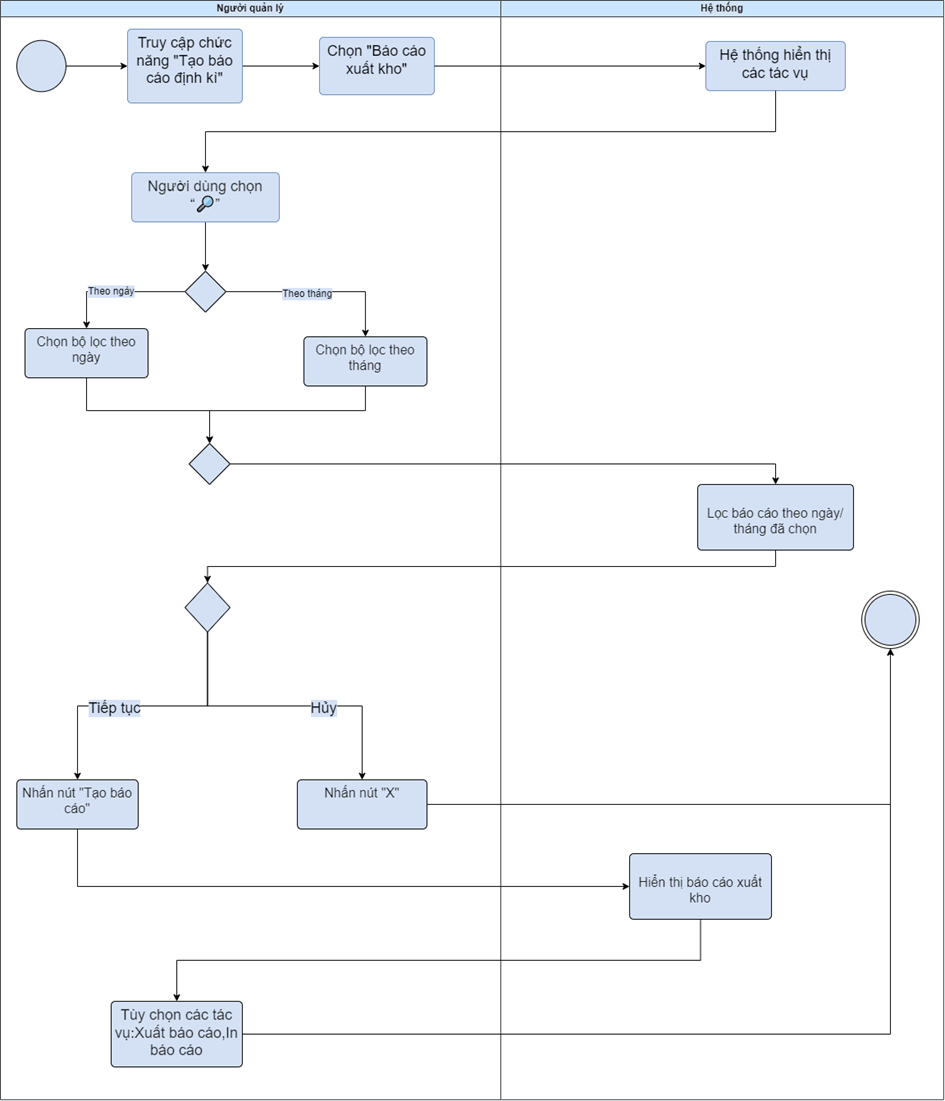 Người quản lý
Hệ thống
Truy cập chức
năng "Tạo báo
cáo định kì"
Chọn "Báo cáo
xuất kho"
Hệ thống hiển thị
các tác vụ
Người dùng chọn
“🔎”
Theo ngày
Theo tháng
Chọn bộ lọc theo
ngày
Chọn bộ lọc theo
tháng
Lọc báo cáo theo ngày/
tháng đã chọn
Tiếp tục
Hủy
Nhấn nút "Tạo báo
cáo"
Nhấn nút "X"
Hiển thị báo cáo xuất
kho
Tùy chọn các tác
vụ:Xuất báo cáo,In
báo cáo